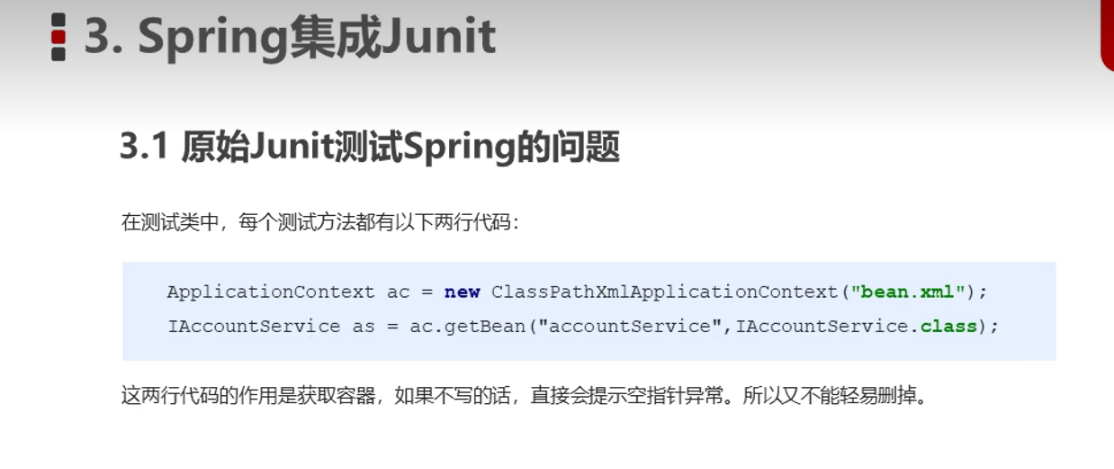 3. Spring集成Junit
3.1 原始Junit测试Spring的问题
在测试类中，每个测试方法都有以下两行代码：
ApplicationContext ac = new ClassPathXmlApplicationContext("bean.xml");
IAccountService as = ac.getBean("accountService",IAccountService.class);
这两行代码的作用是获取容器，如果不写的话，直接会提示空指针异常。所以又不能轻易删掉。